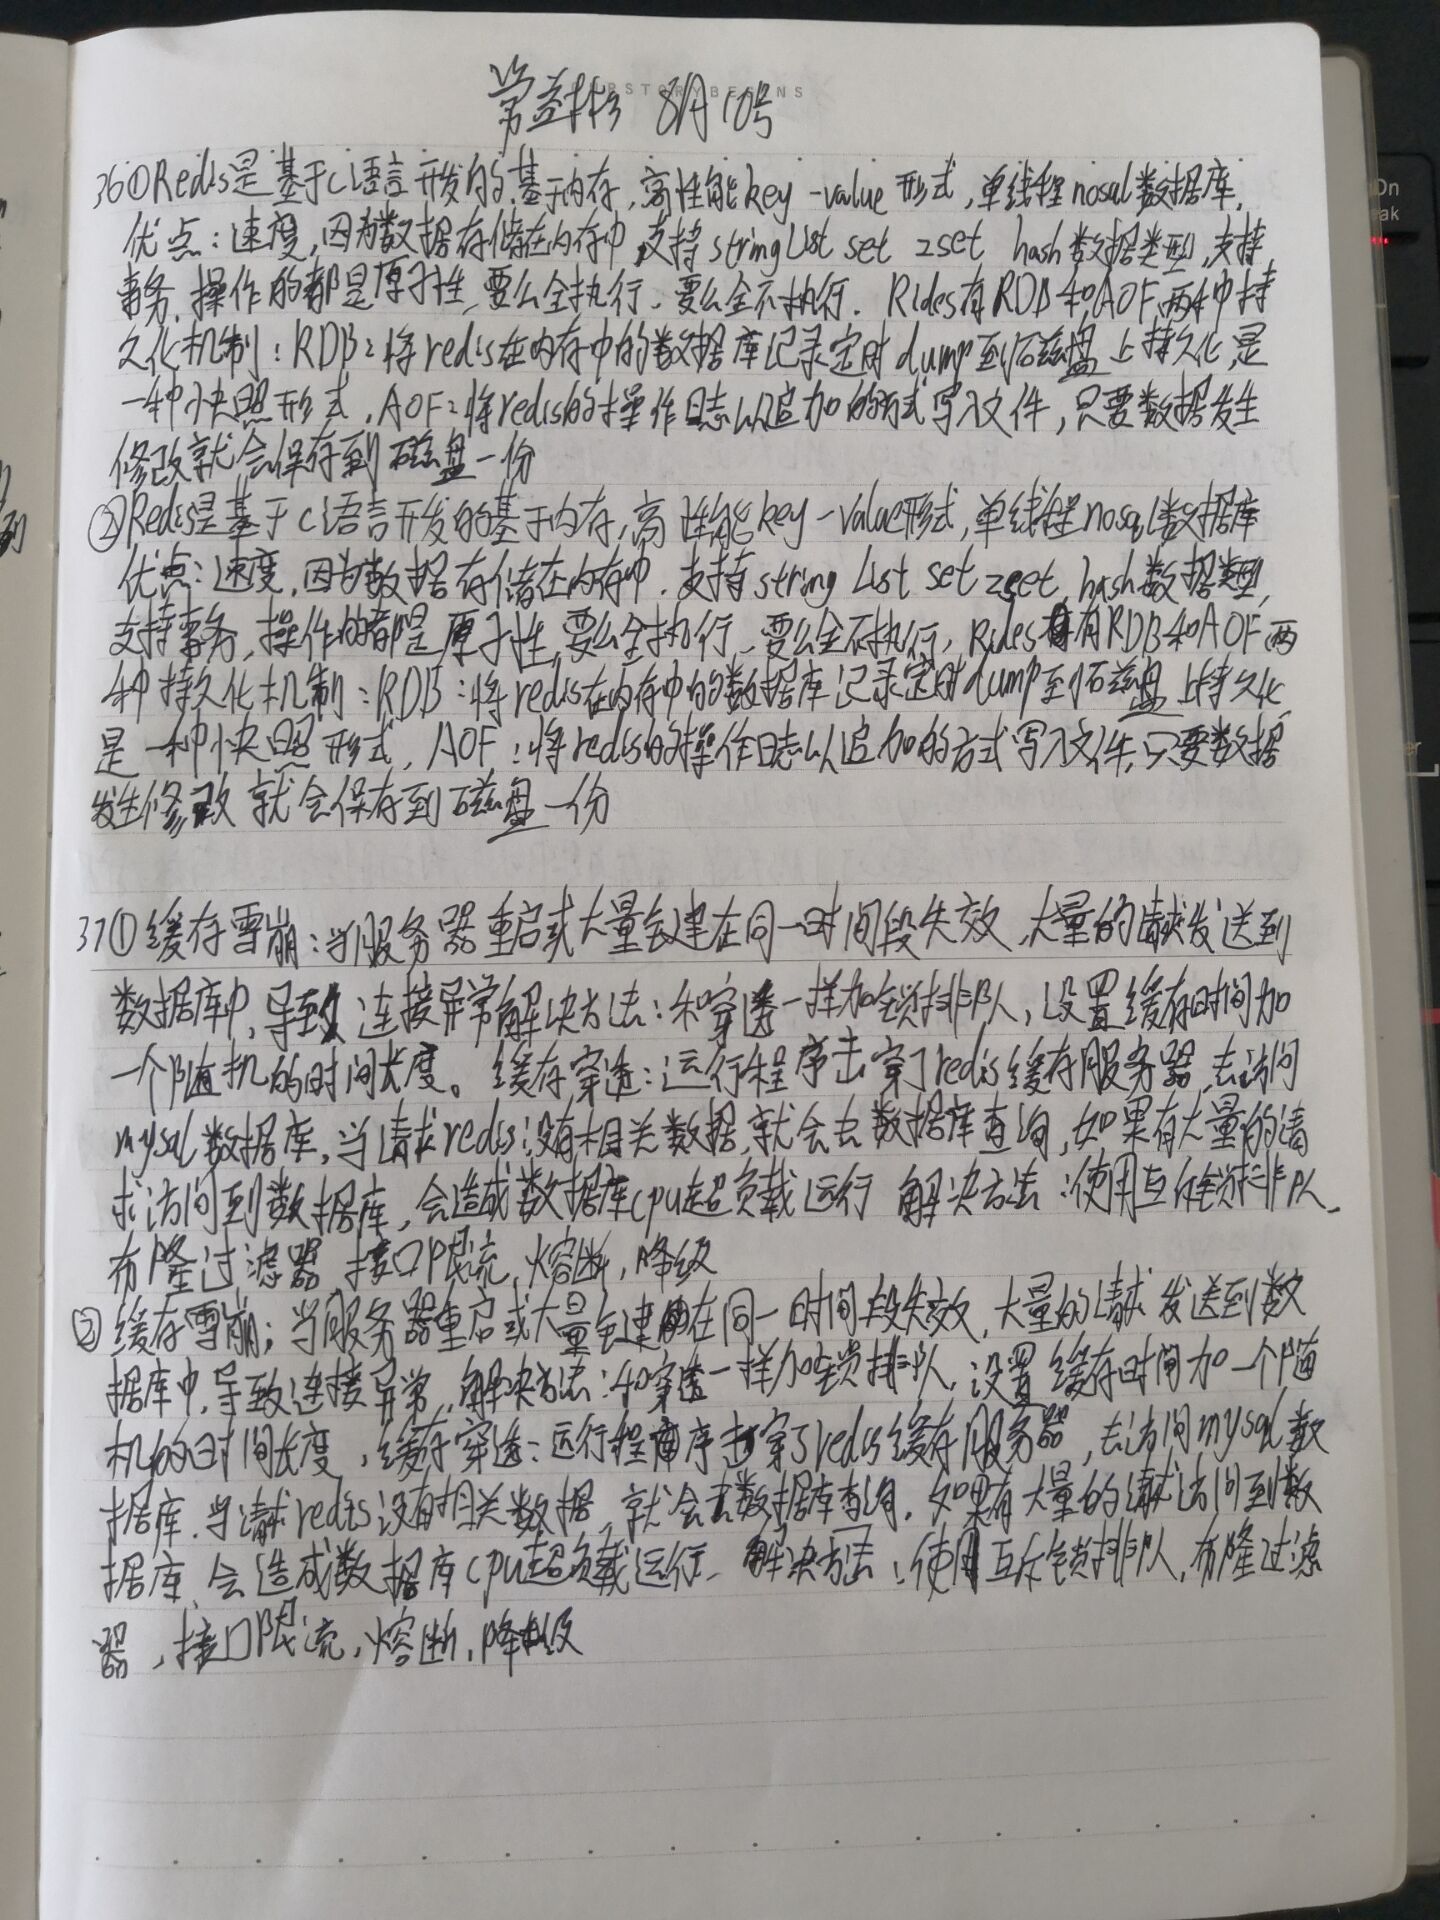 RSTORYBEGINS
8月10号
36①Redis是基于c语言开发的.基于内存,高性能key-value形式,单线程nosql数据库.
优点:速度,因为数据存储在内存中,支持string List set zset hash数据类型,支持
事务,操作的都是原子性,要么全执行、要么全不执行. Rides有RDB和AOF两种持
久化机制:RDB:将redis在内存中的数据库记录定时dump到磁盘上持久化,是
一种快照形式,AOF:将redis的操作日志以追加的方式写入文件,只要数据发生
修改就会保存到磁盘一份
②Redis是基于c语言开发的基于内存,高性能key-value形式,单线程nosql数据库
优点:速度,因为数据存储在内存中.支持string List set zset hash数据类型,
支持事务,操作的都是原子性,要么全执行、要么全不执行,Rides有RDB和AOF两
种持久化机制:RDB:将redis在内存中的数据库记录定时dump到磁盘上持久化,
是一种快照形式,AOF:将redis的操作日志以追加的方式写入文件,只要数据
发生修改就会保存到磁盘一份
37①缓存雪崩:当服务器重启或大量在同一时间段失效,大量的请求发送到
数据库中,导致连接异常解决方法:和穿透一样加锁排队,设置缓存时间加
一个随机的时间长度。缓存穿透:运行程序击穿了redis缓存服务器,去访问
mysql数据库,当请求redis没有相关数据,就会去数据库查询,如果有大量的请
求访问到数据库,会造成数据库cpu超负载运行 解决方法:使用互斥锁排队、
布隆过滤器,接口限流,熔断,降级
②缓存雪崩:当服务器重启或大量在同一时间段失效,大量的请求发送到数
据库中,导致连接异常,解决方法:和穿透一样加锁排队,设置缓存时间加一个随
机的时间长度,缓存穿透:运行程序击穿了redis缓存服务器,去访问mysql数
据库.当请求redis没有相关数据,就会去数据库查询.如果有大量的请求访问到数
据库,会造成数据库cpu超负载运行、解决方法:使用互斥锁排队,布隆过滤
器,接口限流,熔断,降级